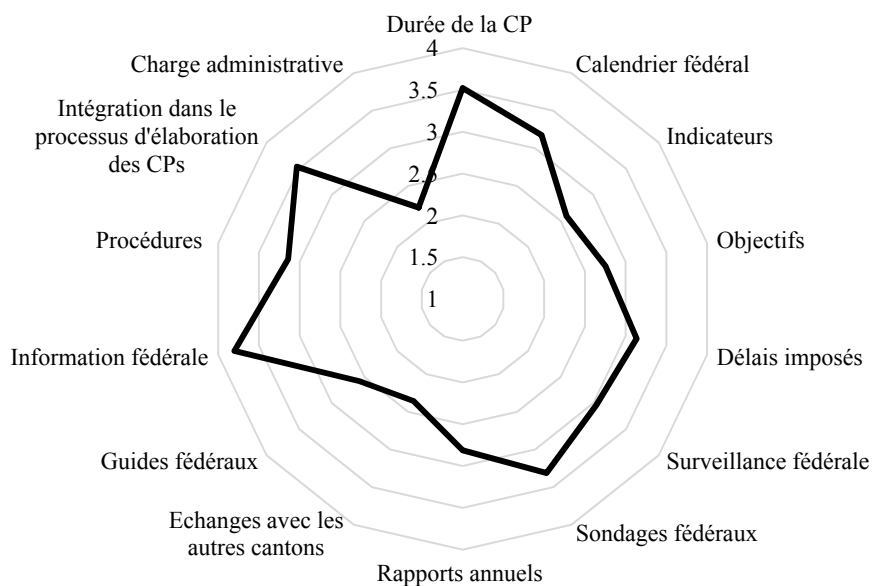 Durée de la CP
4
Charge administrative
Calendrier fédéral
3.5
Intégration dans le
processus d'élaboration
des CPs
3
Indicateurs
2.5
2
Procédures
Objectifs
1.5
1
Information fédérale
Délais imposés
Guides fédéraux
Surveillance fédérale
Echanges avec les
autres cantons
Sondages fédéraux
Rapports annuels